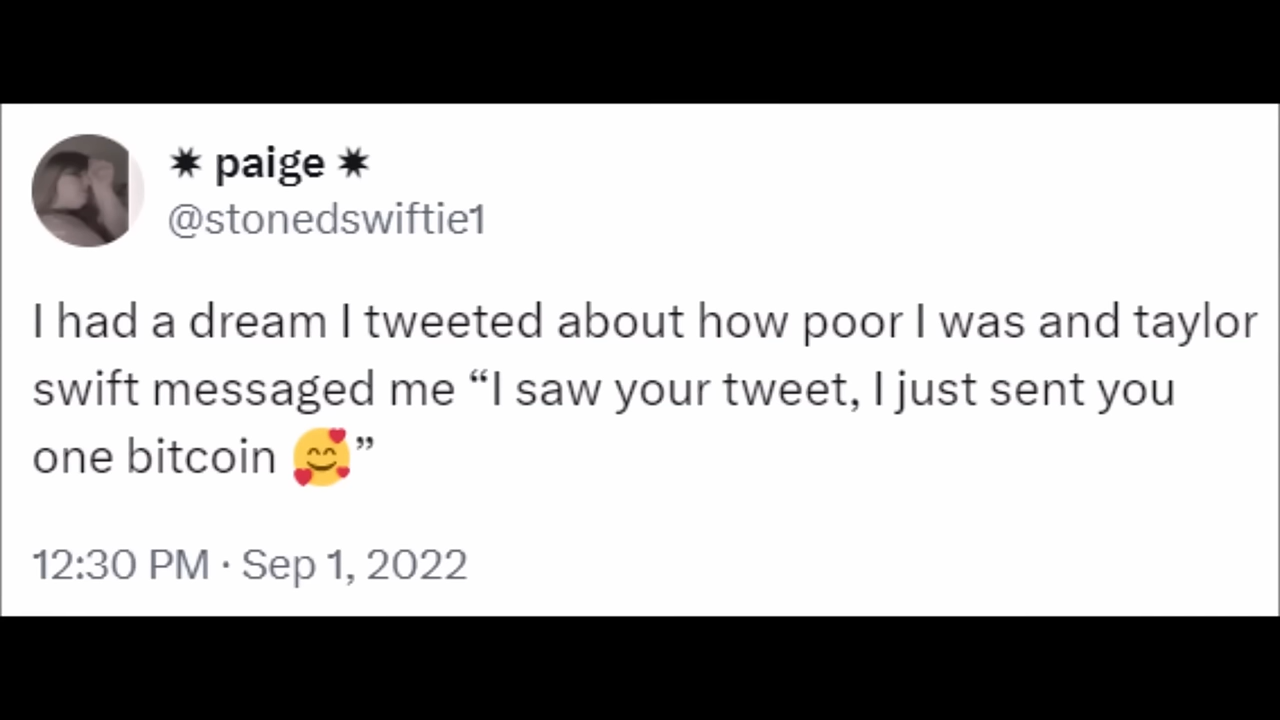 ✷ paige ✷
@stonedswiftie1
I had a dream I tweeted about how poor I was and taylor
swift messaged me “I saw your tweet, I just sent you
one bitcoin 🥰”
12:30 PM · Sep 1, 2022